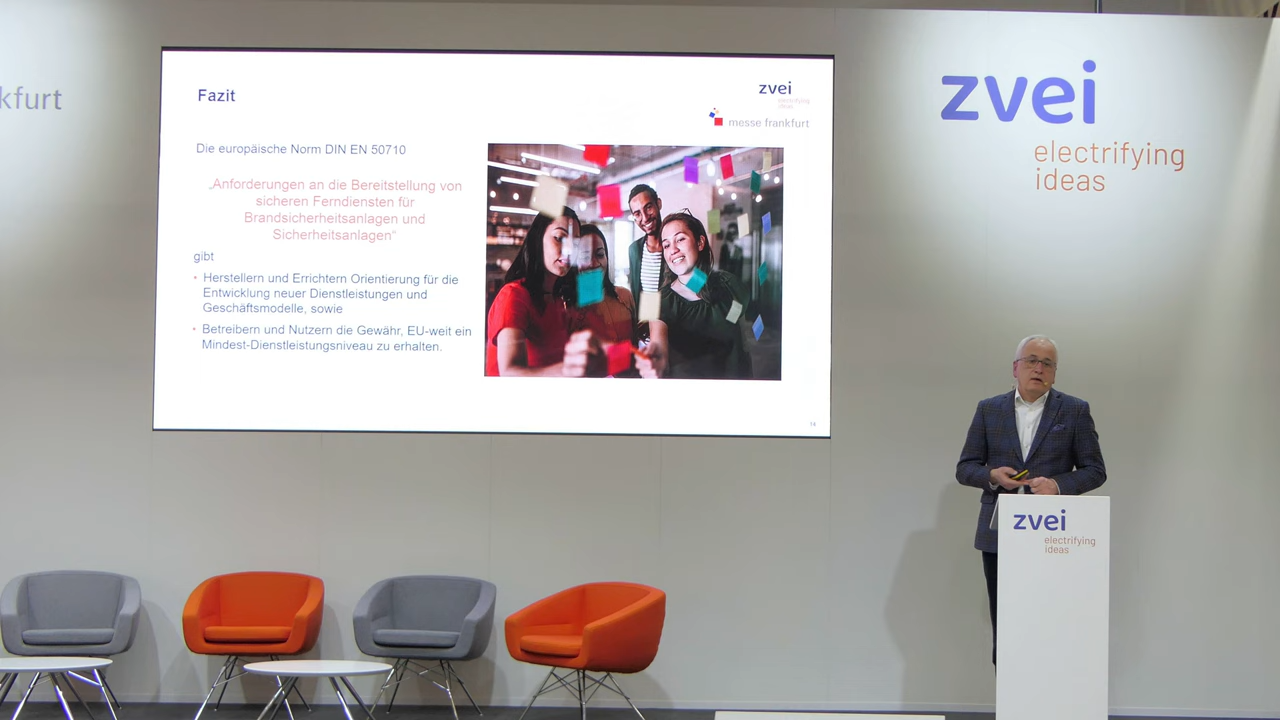 kfurt
Fazit
zvei
electrifying
ideas
messe frankfurt
Die europäische Norm DIN EN 50710
„Anforderungen an die Bereitstellung von
sicheren Ferndiensten für
Brandsicherheitsanlagen und
Sicherheitsanlagen“
gibt
• Herstellern und Errichtern Orientierung für die
Entwicklung neuer Dienstleistungen und
Geschäftsmodelle, sowie
• Betreibern und Nutzern die Gewähr, EU-weit ein
Mindest-Dienstleistungsniveau zu erhalten.
zvei
electrifying
ideas
zvei
electrifying
ideas